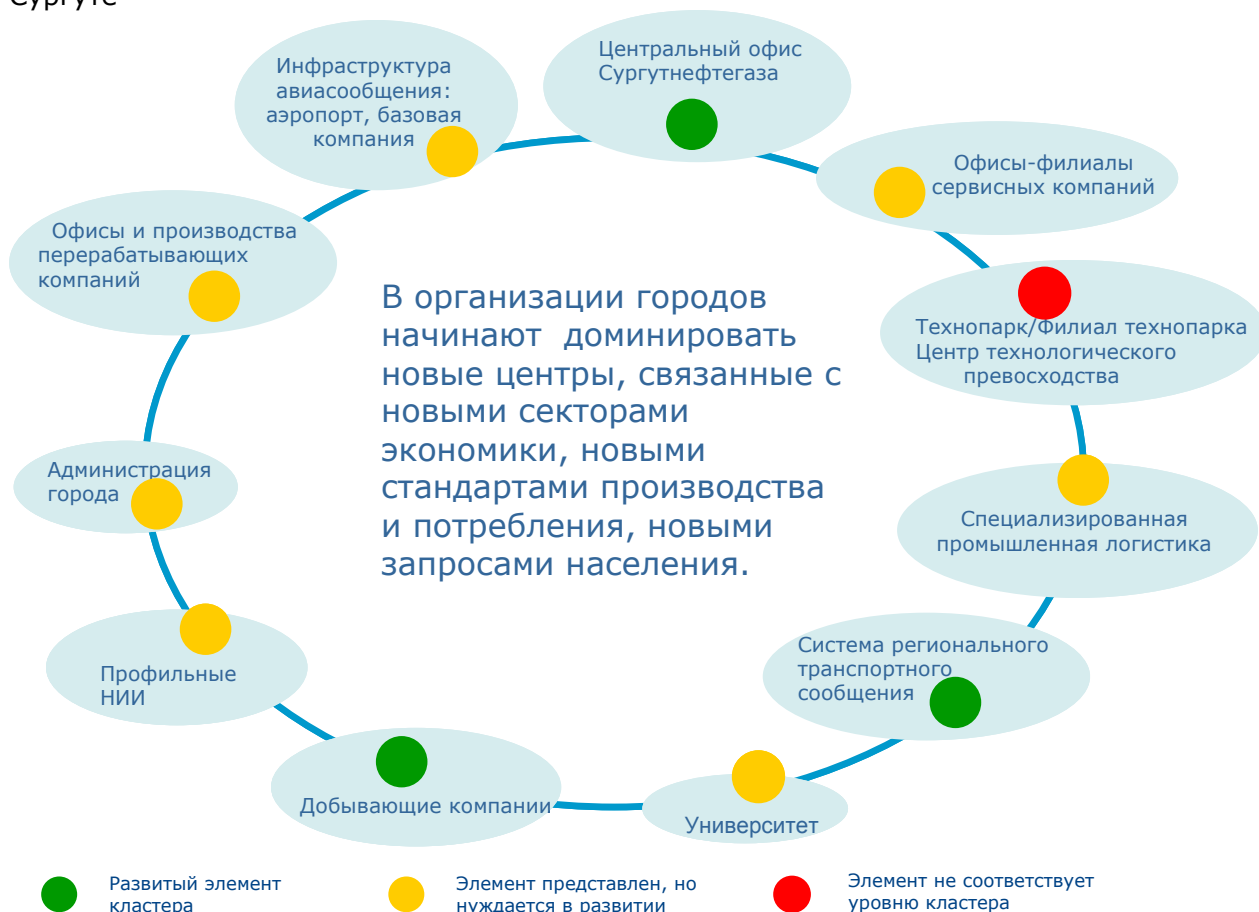 Сургуте
Центральный офис
Сургутнефтегаза
Инфраструктура
авиасообщения:
аэропорт, базовая
компания
Офисы-филиалы
сервисных компаний
Офисы и производства
перерабатывающих
компаний
Технопарк/Филиал технопарка
Центр технологического
превосходства
В организации городов
начинают доминировать
новые центры, связанные с
новыми секторами
экономики, новыми
стандартами производства
и потребления, новыми
запросами населения.
Администрация
города
Специализированная
промышленная логистика
Профильные
НИИ
Система регионального
транспортного
сообщения
Добывающие компании
Университет
Развитый элемент
кластера
Элемент представлен, но
нуждается в развитии
Элемент не соответствует
уровню кластера